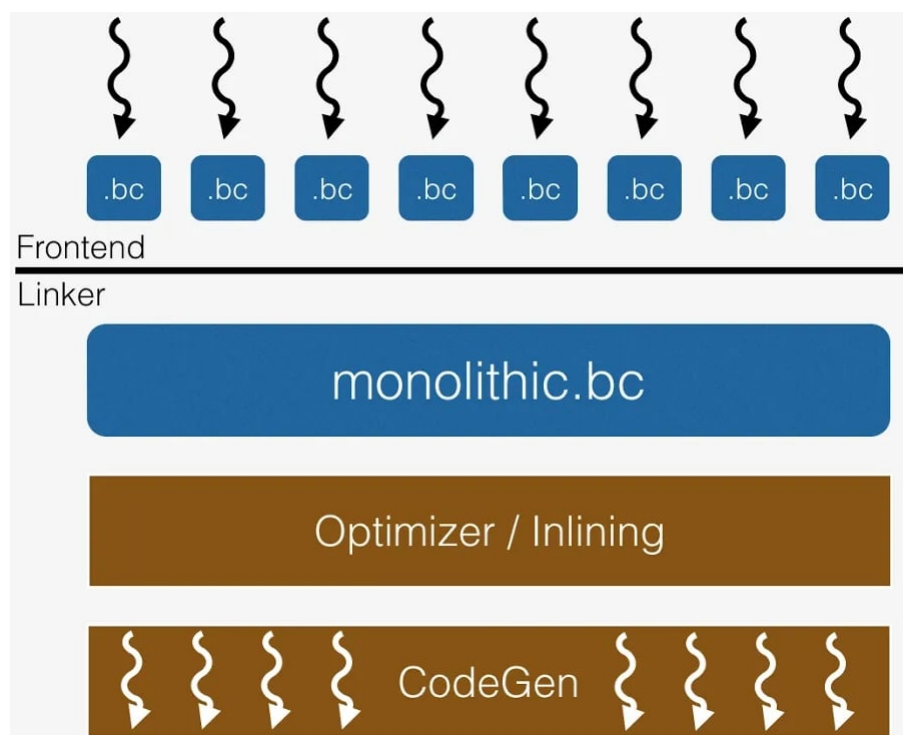 .bc .bc .bc .bc .bc .bc .bc .bc
Frontend
Linker
monolithic.bc
Optimizer / Inlining
CodeGen